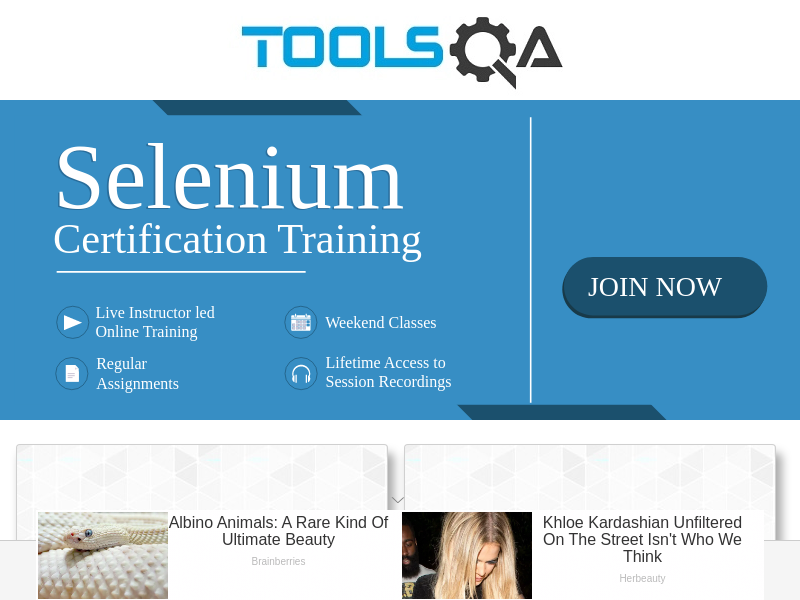 TOOLSQA
Selenium
Certification Training
JOIN NOW
Live Instructor led
Online Training
Weekend Classes
Regular
Assignments
Lifetime Access to
Session Recordings
Albino Animals: A Rare Kind Of
Ultimate Beauty
Brainberries
Khloe Kardashian Unfiltered
On The Street Isn't Who We
Think
Herbeauty